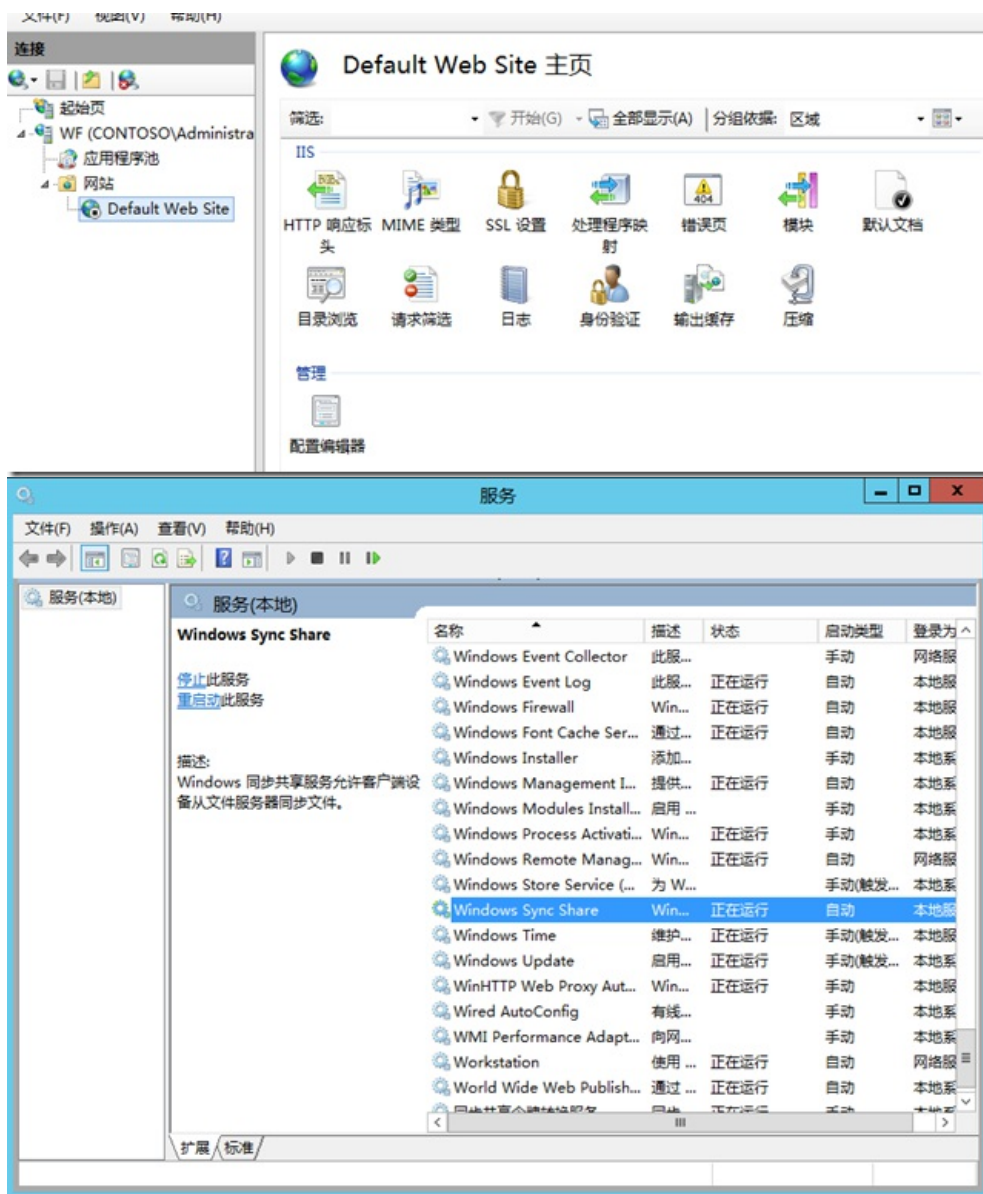 文件(F) 视图(V) 帮助(H)
连接
起始页
WF (CONTOSO\Administra
应用程序池
网站
Default Web Site
Default Web Site 主页
筛选: 开始(G) 全部显示(A) 分组依据: 区域
IIS
HTTP 响应标头 MIME 类型 SSL 设置 处理程序映射 错误页 模块 默认文档
目录浏览 请求筛选 日志 身份验证 输出缓存 压缩
管理
配置编辑器
服务
文件(F) 操作(A) 查看(V) 帮助(H)
服务(本地)
服务(本地)
Windows Sync Share
停止此服务
重启动此服务
描述:
Windows 同步共享服务允许客户端设
备从文件服务器同步文件。
名称 描述 状态 启动类型 登录为
Windows Event Collector 此服... 手动 网络服
Windows Event Log 此服... 正在运行 自动 本地服
Windows Firewall Win... 正在运行 自动 本地服
Windows Font Cache Ser... 通过... 正在运行 自动 本地服
Windows Installer 添加... 手动 本地系
Windows Management I... 提供... 正在运行 自动 本地系
Windows Modules Install... 启用 ... 手动 本地系
Windows Process Activati... Win... 正在运行 手动 本地系
Windows Remote Manag... Win... 正在运行 自动 网络服
Windows Store Service (... 为 W... 手动(触发... 本地系
Windows Sync Share Win... 正在运行 自动 本地服
Windows Time 维护... 正在运行 手动(触发... 本地服
Windows Update 启用... 正在运行 手动(触发... 本地系
WinHTTP Web Proxy Aut... Win... 正在运行 手动 本地服
Wired AutoConfig 有线... 手动 本地系
WMI Performance Adapt... 向网... 手动 本地系
Workstation 使用 ... 正在运行 自动 网络服
World Wide Web Publish... 通过 ... 正在运行 自动 本地系
扩展 标准